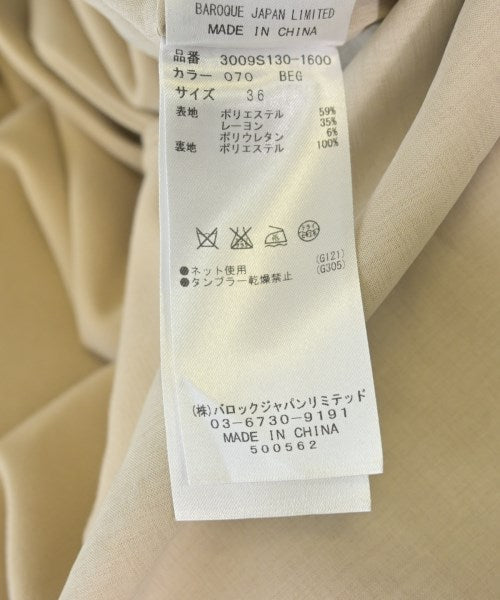 BAROQUE JAPAN LIMITED
MADE IN CHINA
品番 3009S130-1600
カラー 070 BEG
サイズ 36
表地 ポリエステル 59%
レーヨン 35%
ポリウレタン 6%
裏地 ポリエステル 100%
●ネット使用 (G121)
●タンブラー乾燥禁止 (G305)
(株)バロックジャパンリミテッド
03-6730-9191
MADE IN CHINA
500562